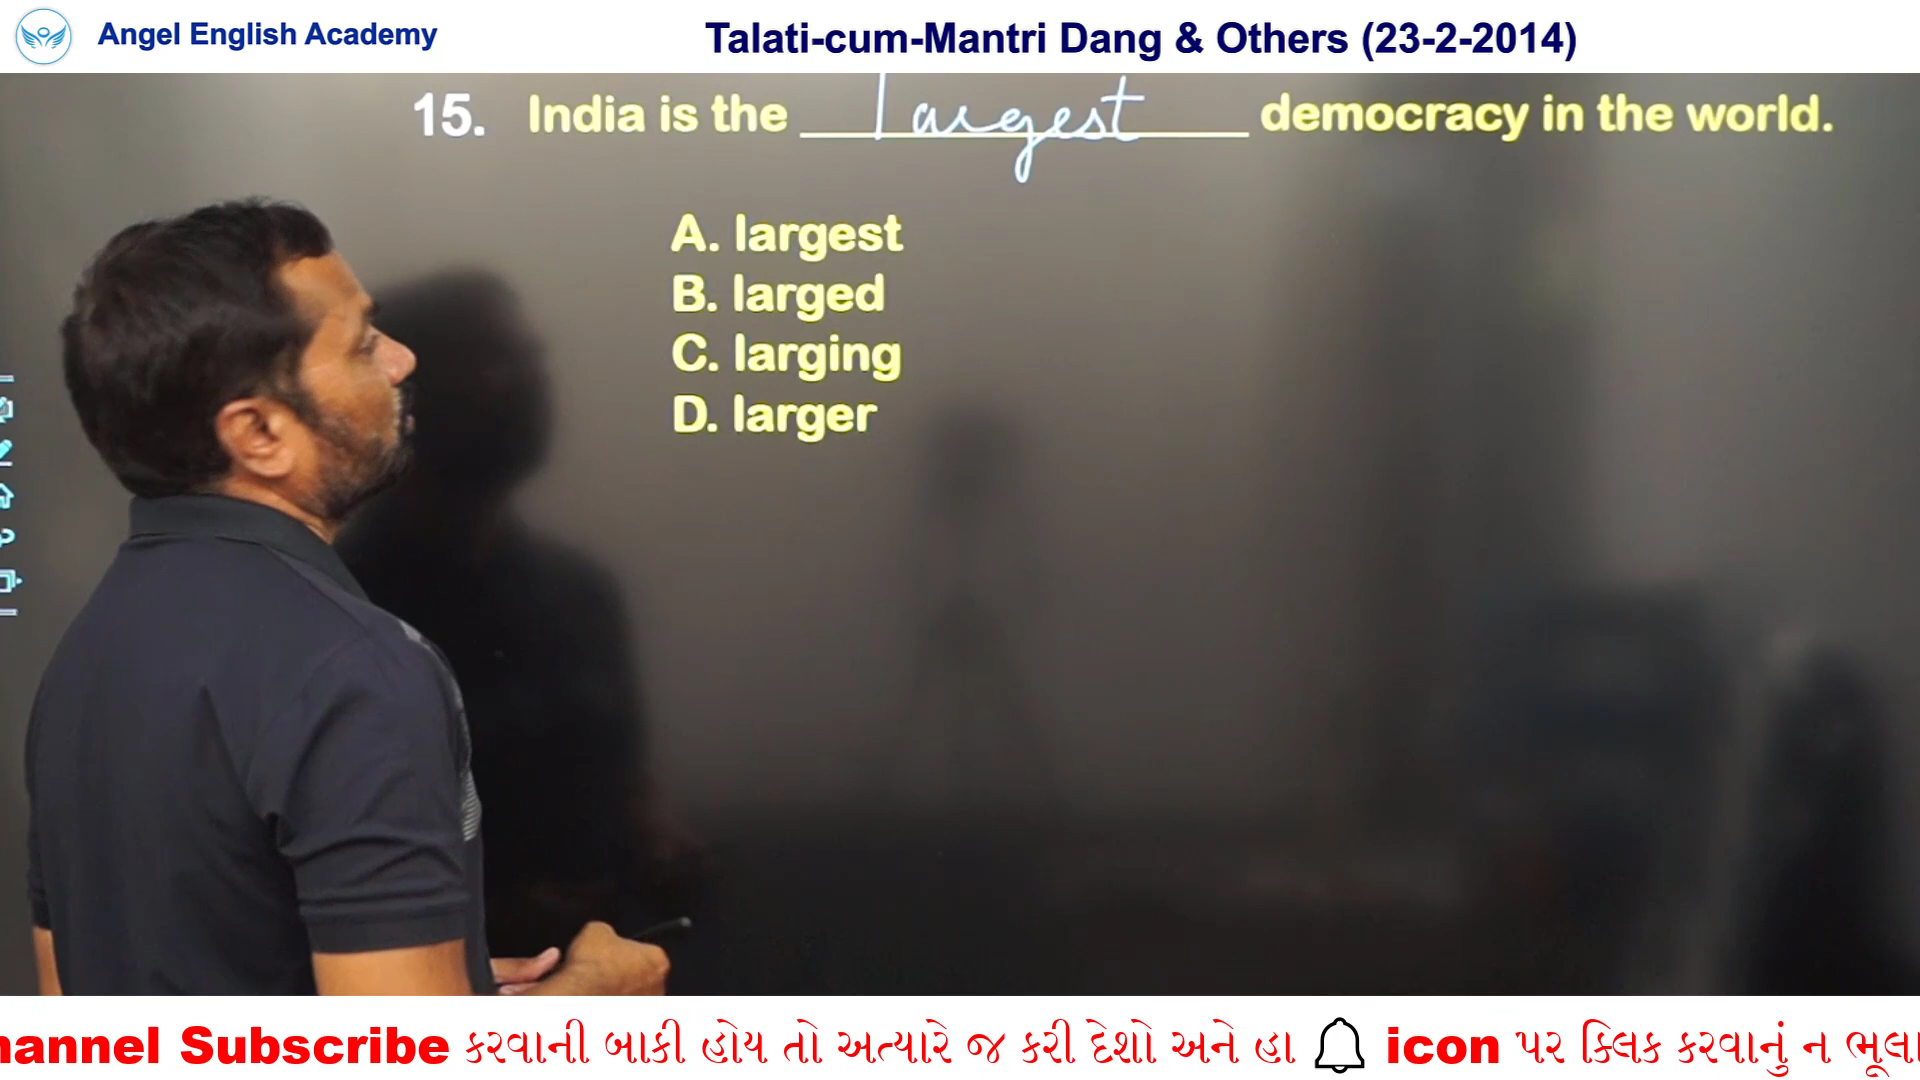 Angel English Academy
Talati-cum-Mantri Dang & Others (23-2-2014)
15. India is the largest democracy in the world.
A. largest
B. larged
C. larging
D. larger
hannel Subscribe કરવાની બાકી હોય તો અત્યારે જ કરી દેશો અને હા icon પર ક્લિક કરવાનું ન ભૂલા